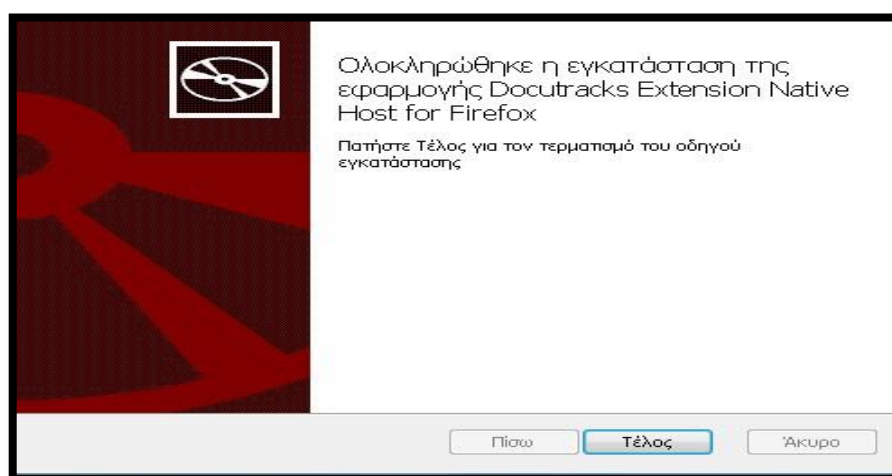 Ολοκληρώθηκε η εγκατάσταση της
εφαρμογής Docutracks Extension Native
Host for Firefox
Πατήστε Τέλος για τον τερματισμό του οδηγού
εγκατάστασης
Πίσω Τέλος Άκυρο